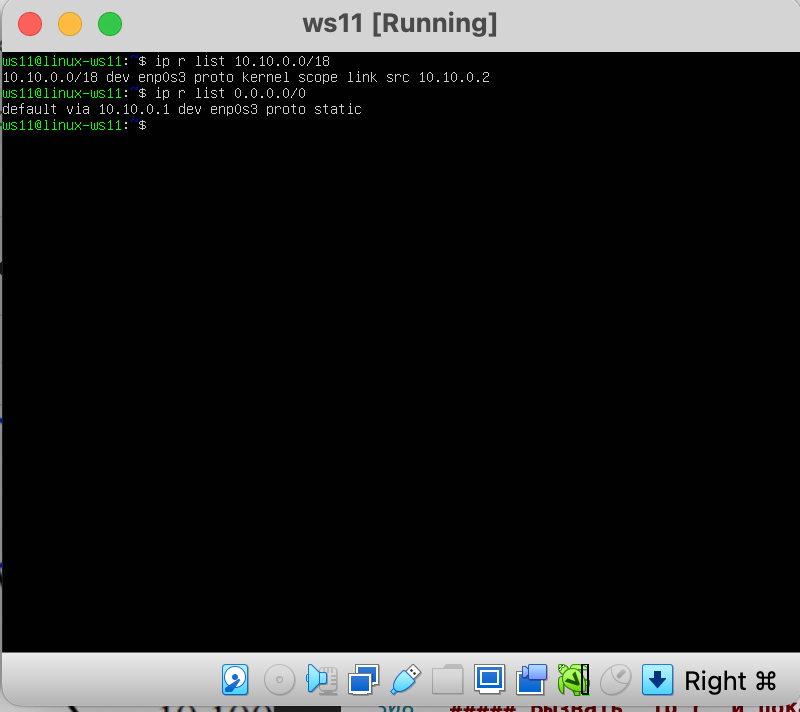 ws11 [Running]
ws11@linux-ws11:~$ ip r list 10.10.0.0/18
10.10.0.0/18 dev enp0s3 proto kernel scope link src 10.10.0.2
ws11@linux-ws11:~$ ip r list 0.0.0.0/0
default via 10.10.0.1 dev enp0s3 proto static
ws11@linux-ws11:~$
Right ⌘